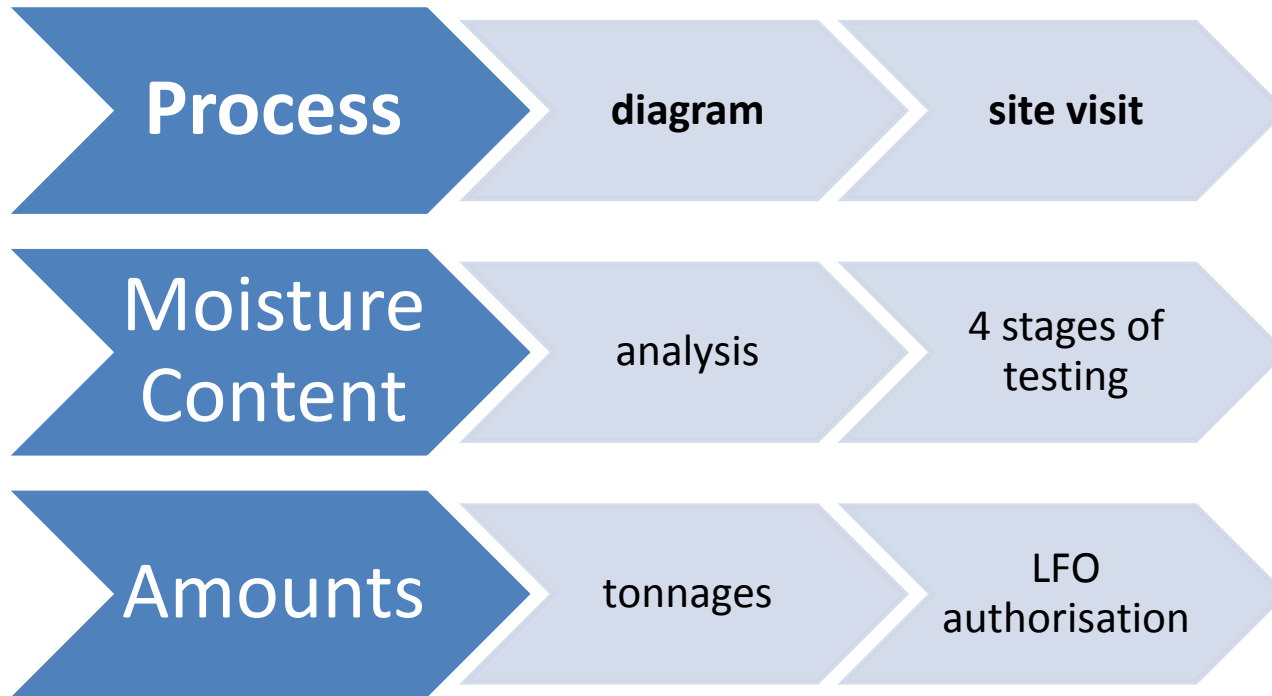 Process
diagram
site visit
Moisture
Content
analysis
4 stages of
testing
Amounts
tonnages
LFO
authorisation